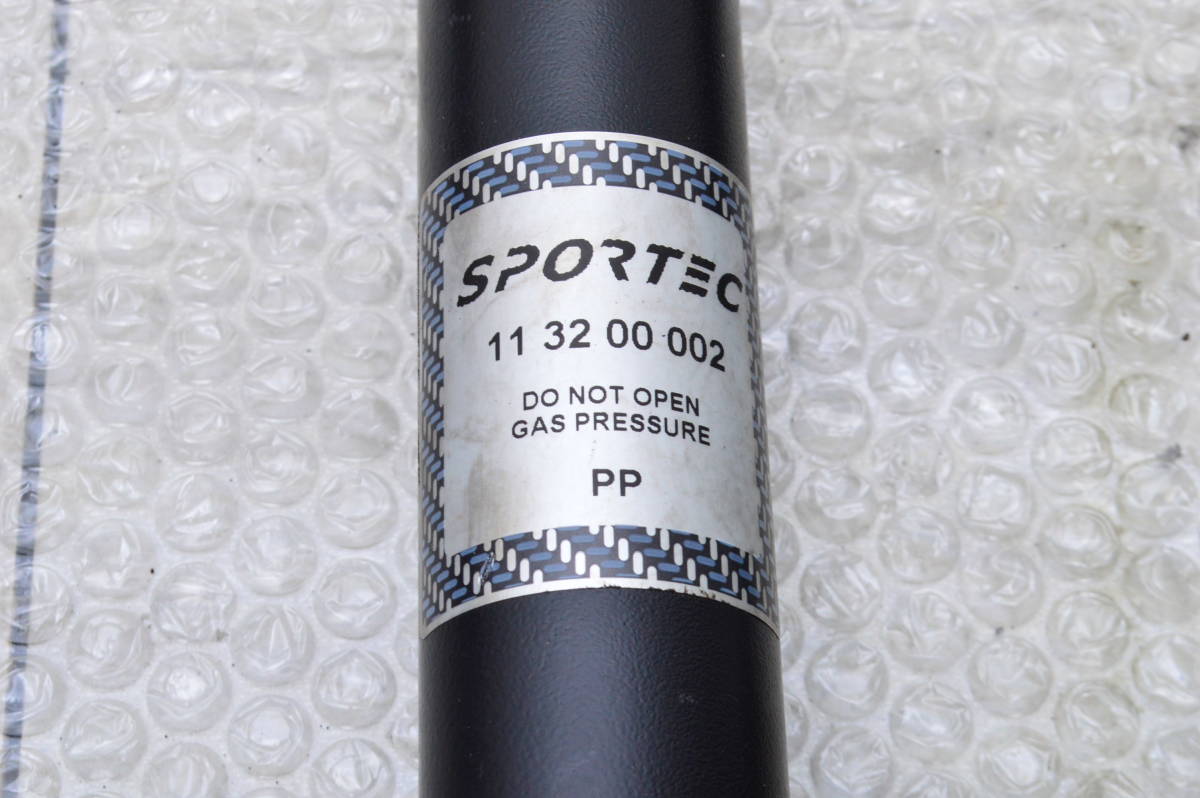 SPORTEC
11 32 00 002
DO NOT OPEN
GAS PRESSURE
PP